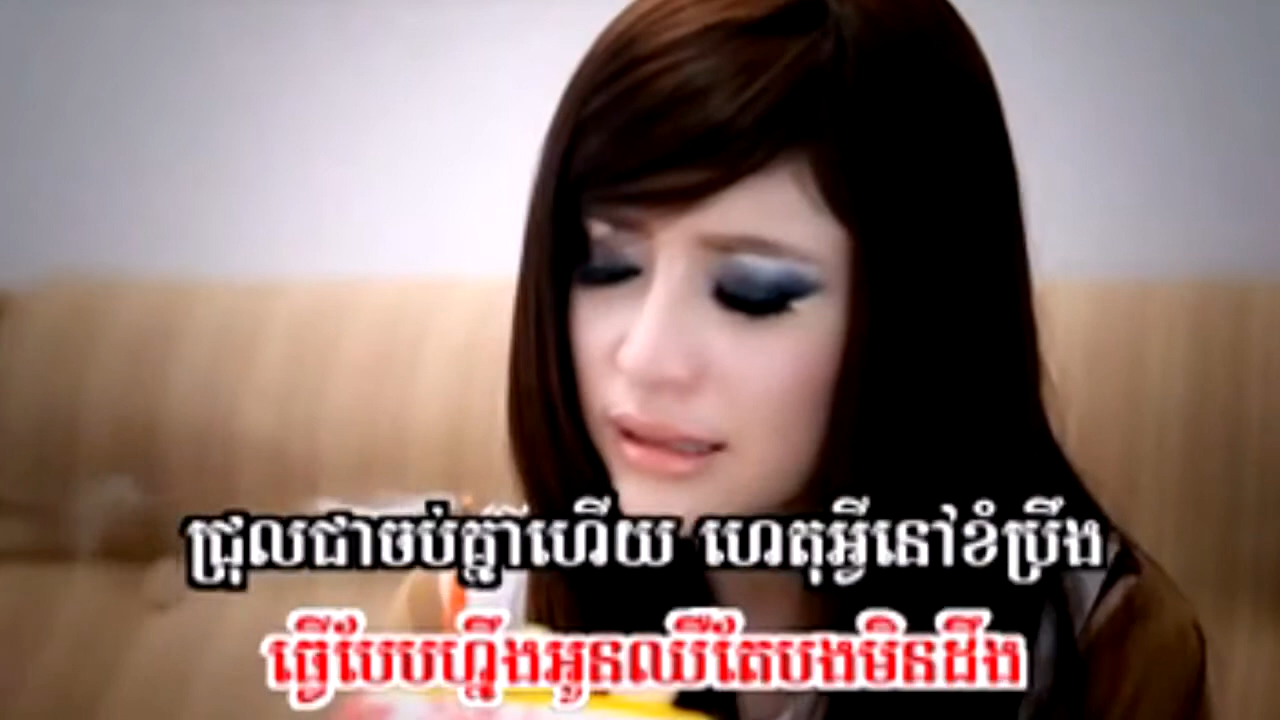 ជ្រុលជាចប់គ្នាហើយ ហេតុអ្វីនៅខំប្រឹង
ធ្វើបែបហ្នឹងអូនឈឺតែបងមិនដឹង